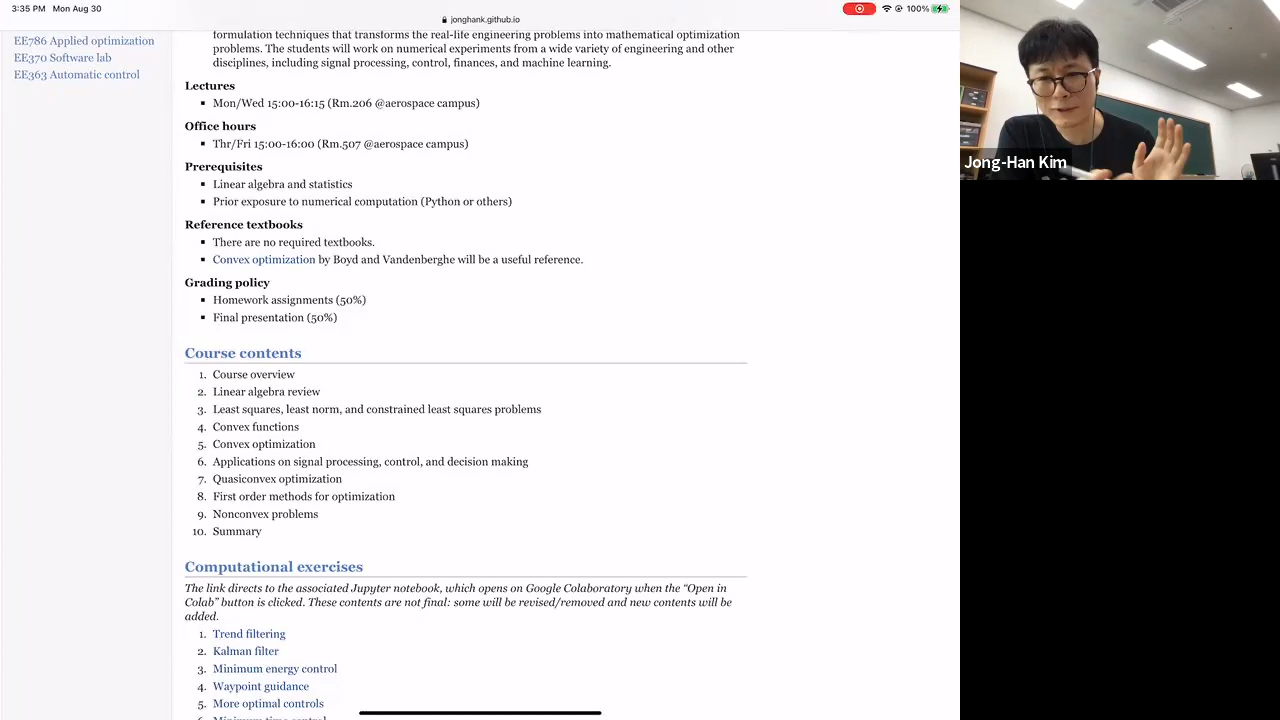 3:35 PM Mon Aug 30
100%
jonghank.github.io
EE786 Applied optimization
EE370 Software lab
EE363 Automatic control
formulation techniques that transforms the real-life engineering problems into mathematical optimization
problems. The students will work on numerical experiments from a wide variety of engineering and other
disciplines, including signal processing, control, finances, and machine learning.
Lectures
▪ Mon/Wed 15:00-16:15 (Rm.206 @aerospace campus)
Office hours
▪ Thr/Fri 15:00-16:00 (Rm.507 @aerospace campus)
Prerequisites
▪ Linear algebra and statistics
▪ Prior exposure to numerical computation (Python or others)
Reference textbooks
▪ There are no required textbooks.
▪ Convex optimization by Boyd and Vandenberghe will be a useful reference.
Grading policy
▪ Homework assignments (50%)
▪ Final presentation (50%)
Course contents
1. Course overview
2. Linear algebra review
3. Least squares, least norm, and constrained least squares problems
4. Convex functions
5. Convex optimization
6. Applications on signal processing, control, and decision making
7. Quasiconvex optimization
8. First order methods for optimization
9. Nonconvex problems
10. Summary
Computational exercises
The link directs to the associated Jupyter notebook, which opens on Google Colaboratory when the “Open in
Colab” button is clicked. These contents are not final: some will be revised/removed and new contents will be
added.
1. Trend filtering
2. Kalman filter
3. Minimum energy control
4. Waypoint guidance
5. More optimal controls
6. Minimum time control
Jong-Han Kim